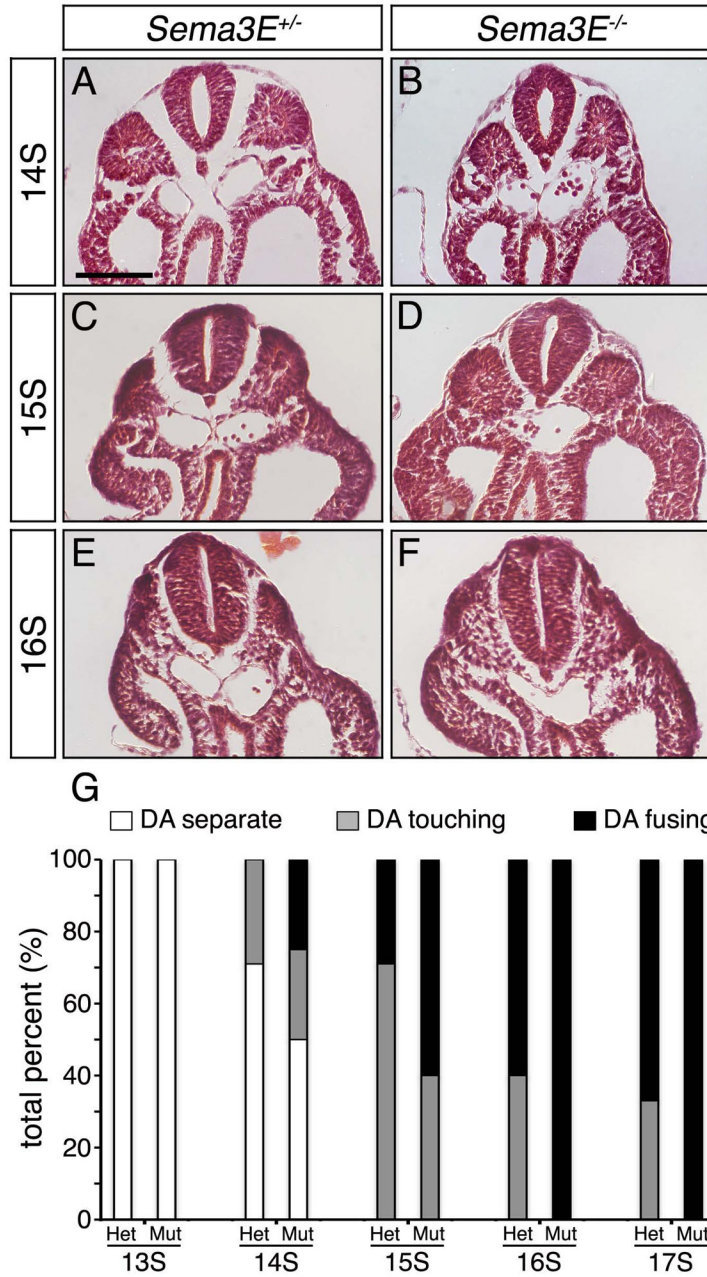 Sema3E+/- Sema3E-/-
14S
A B
15S
C D
16S
E F
G
DA separate DA touching DA fusing
total percent (%)
100
80
60
40
20
0
Het Mut Het Mut Het Mut Het Mut Het Mut
13S 14S 15S 16S 17S